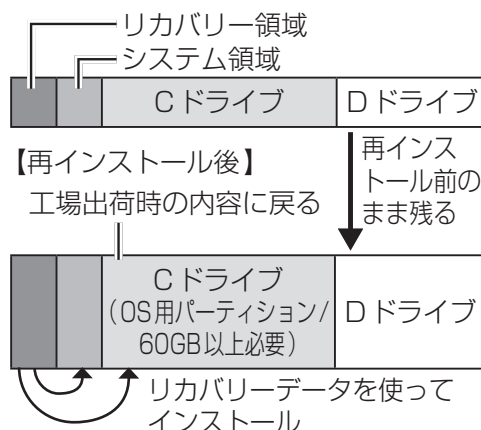 リカバリー領域
システム領域
Cドライブ
Dドライブ
【再インストール後】
工場出荷時の内容に戻る
再インス
トール前の
まま残る
Cドライブ
(OS用パーティション/
60GB以上必要)
Dドライブ
リカバリーデータを使って
インストール